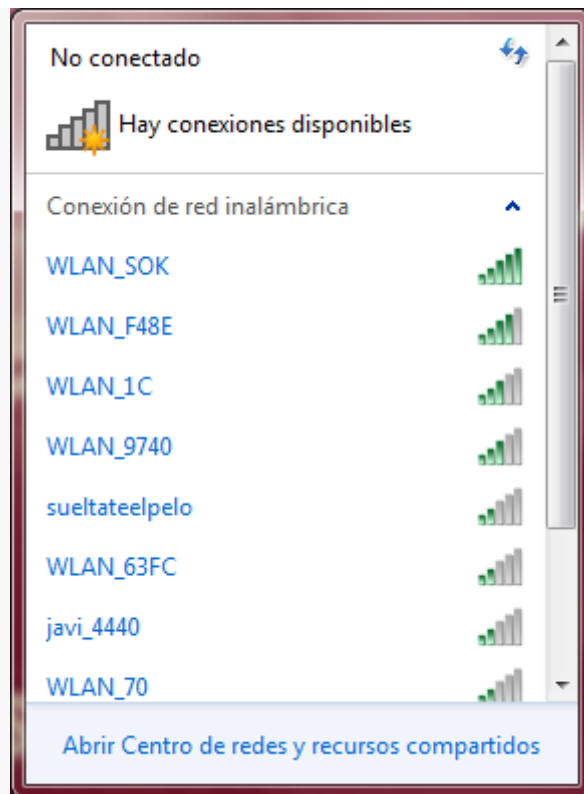 No conectado
Hay conexiones disponibles
Conexión de red inalámbrica
WLAN_SOK
WLAN_F48E
WLAN_1C
WLAN_9740
sueltateelpelo
WLAN_63FC
javi_4440
WLAN_70
Abrir Centro de redes y recursos compartidos